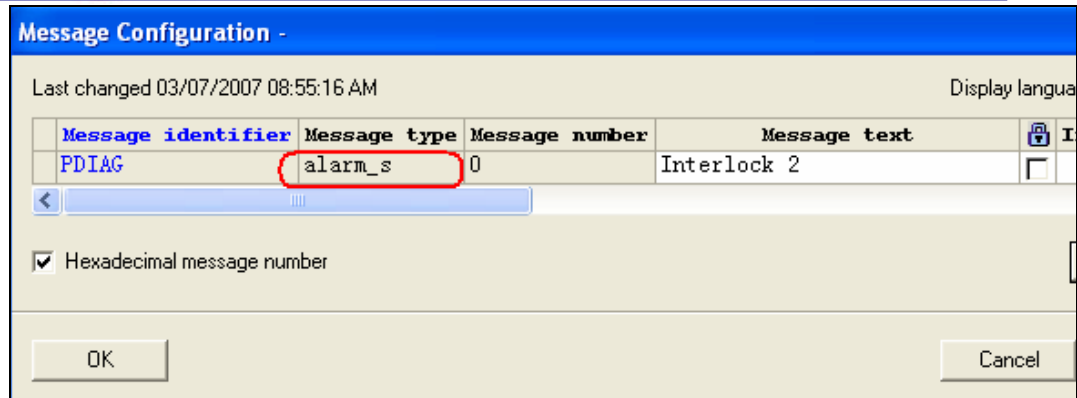 Message Configuration -
Last changed 03/07/2007 08:55:16 AM Display langua
Message identifier Message type Message number Message text I
PDIAG alarm_s 0 Interlock 2
Hexadecimal message number
OK Cancel